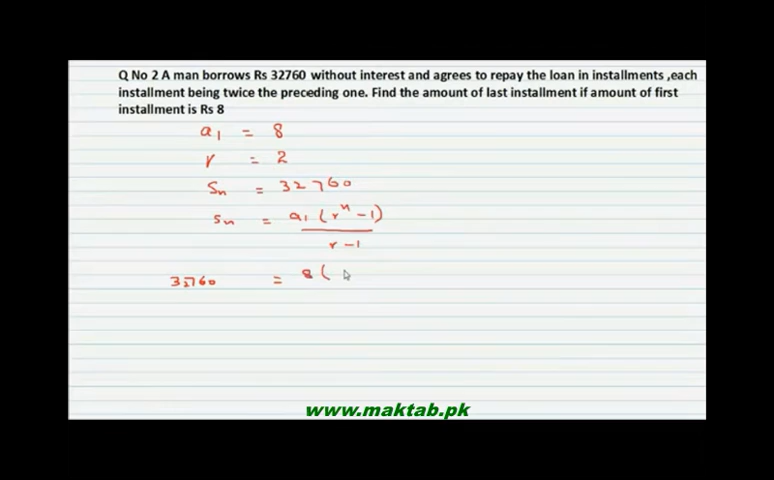 Q No 2 A man borrows Rs 32760 without interest and agrees to repay the loan in installments ,each
installment being twice the preceding one. Find the amount of last installment if amount of first
installment is Rs 8
a₁ = 8
r = 2
Sₙ = 32760
Sₙ = a₁ (rⁿ - 1)
r - 1
32760 = 8 (
www.maktab.pk